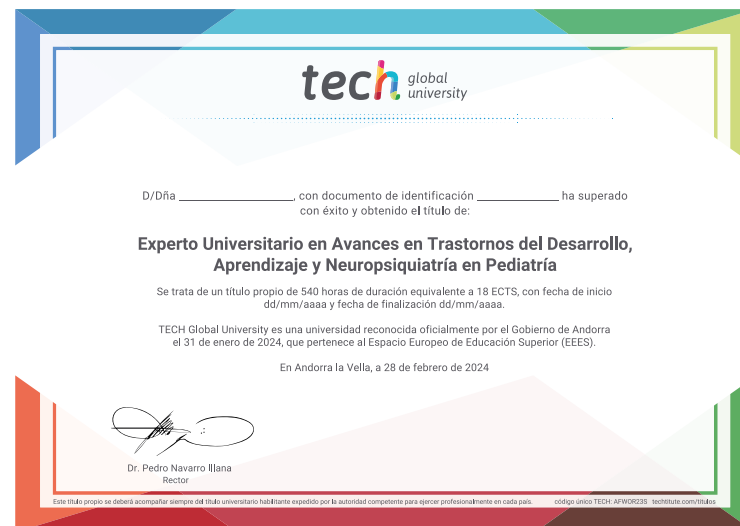 tech global university
D/Dña ____________________, con documento de identificación ______________ ha superado
con éxito y obtenido el título de:
Experto Universitario en Avances en Trastornos del Desarrollo,
Aprendizaje y Neuropsiquiatría en Pediatría
Se trata de un título propio de 540 horas de duración equivalente a 18 ECTS, con fecha de inicio
dd/mm/aaaa y fecha de finalización dd/mm/aaaa.
TECH Global University es una universidad reconocida oficialmente por el Gobierno de Andorra
el 31 de enero de 2024, que pertenece al Espacio Europeo de Educación Superior (EEES).
En Andorra la Vella, a 28 de febrero de 2024
Dr. Pedro Navarro Illana
Rector
Este título propio se deberá acompañar siempre del título universitario habilitante expedido por la autoridad competente para ejercer profesionalmente en cada país. código único TECH: AFWOR23S techtitute.com/titulos